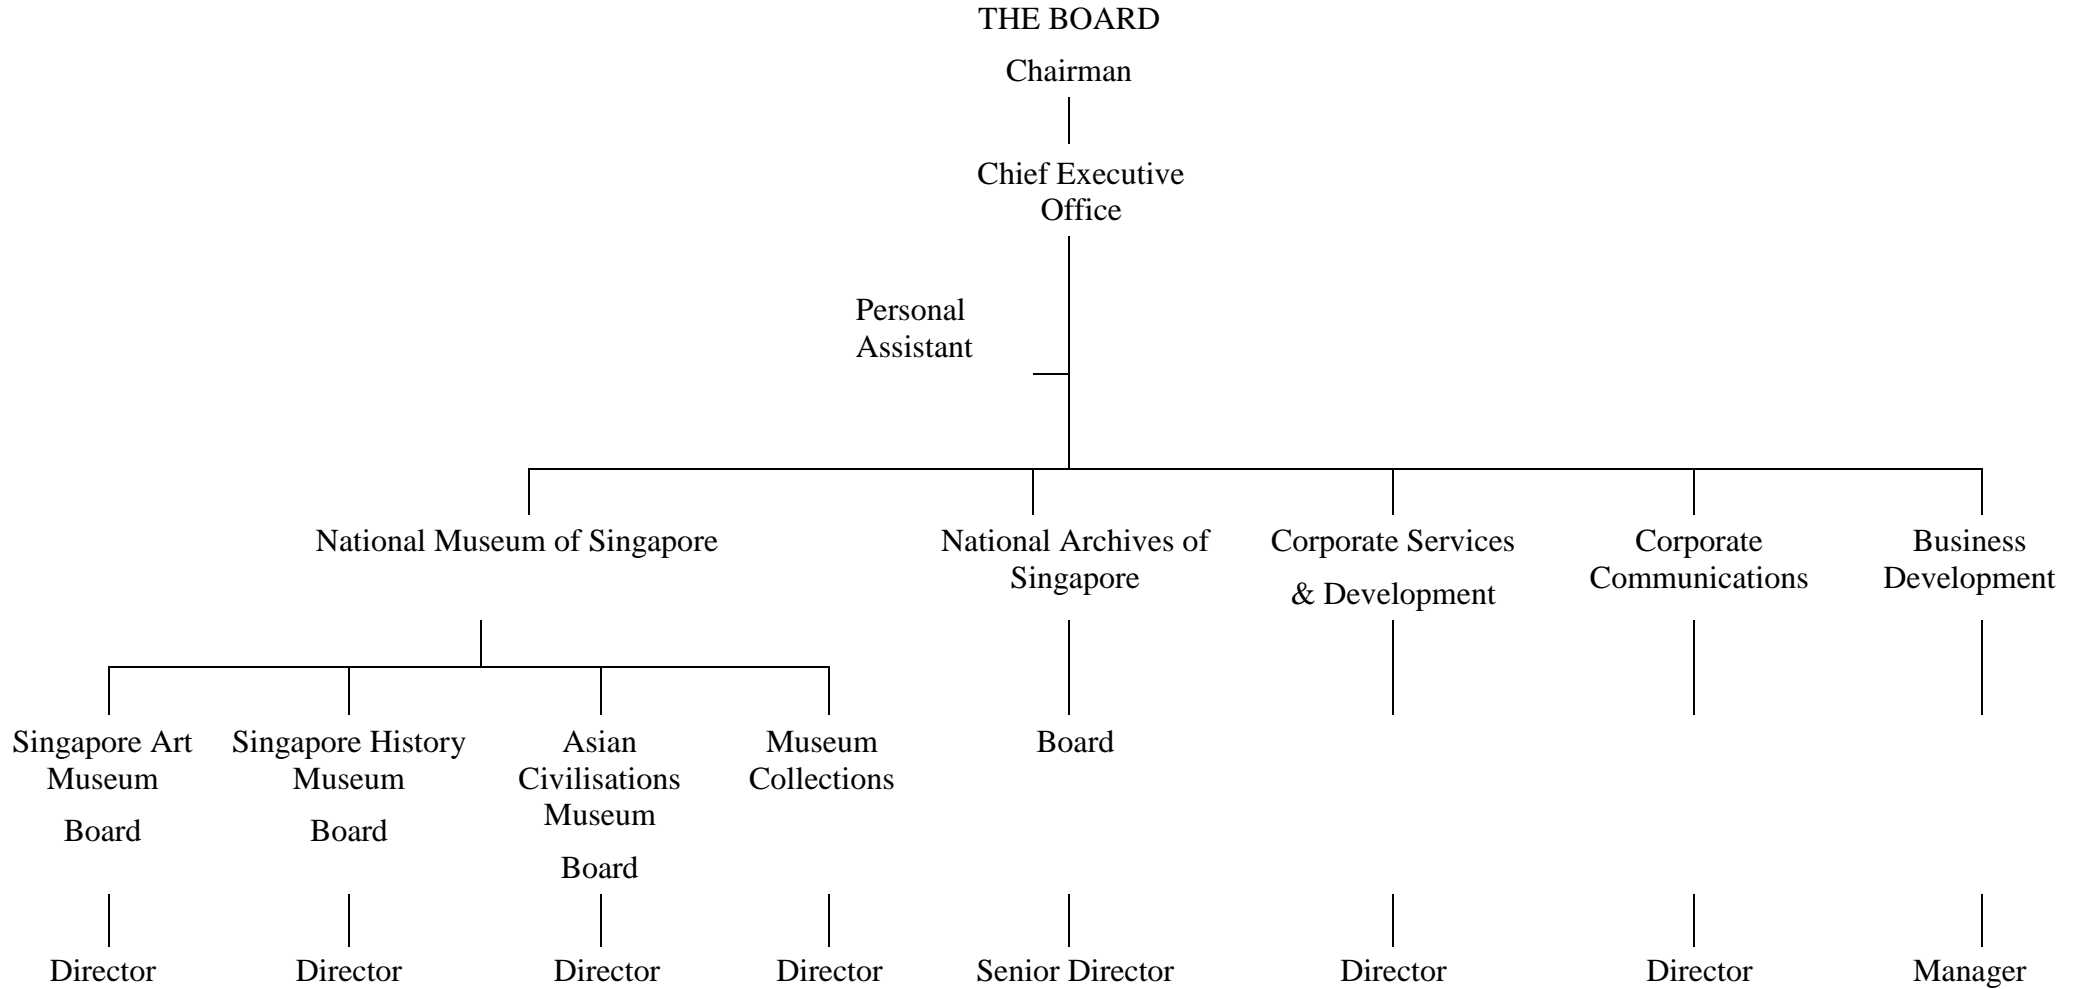 THE BOARD
Chairman
Chief Executive
Office
Personal
Assistant
National Museum of Singapore
National Archives of
Singapore
Corporate Services
& Development
Corporate
Communications
Business
Development
Singapore Art
Museum
Board
Singapore History
Museum
Board
Asian
Civilisations
Museum
Board
Museum
Collections
Board
Director
Director
Director
Director
Senior Director
Director
Director
Manager